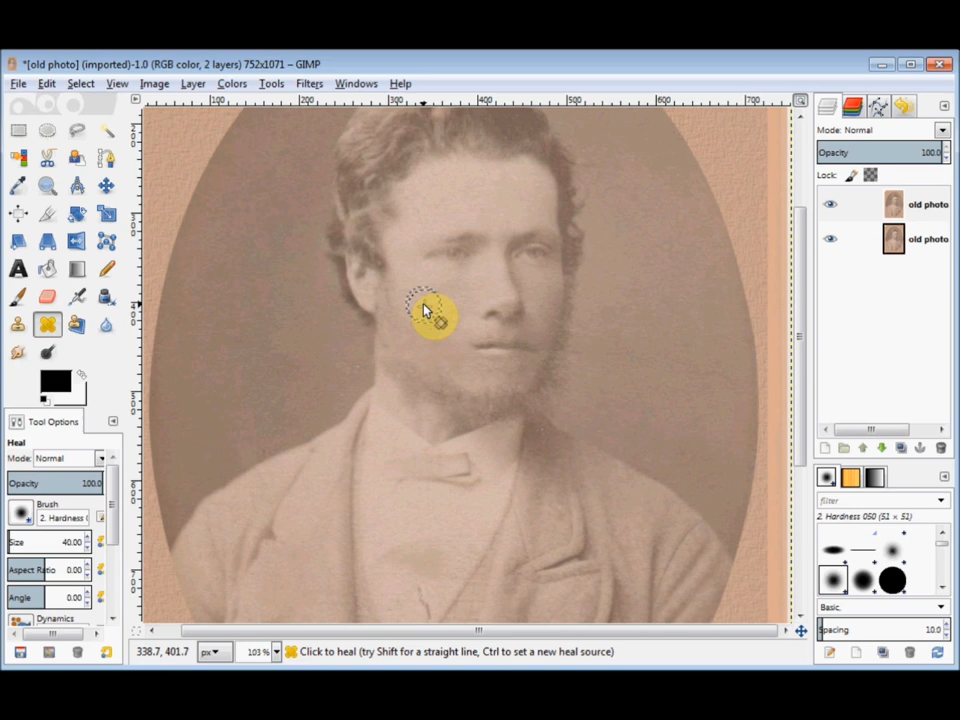 *[old photo] (imported)-1.0 (RGB color, 2 layers) 752x1071 – GIMP
File Edit Select View Image Layer Colors Tools Filters Windows Help
100 200 300 400 500 600 700
Mode: Normal
Opacity 100.0
Lock:
old photo
old photo
Tool Options
Heal
Mode: Normal
Opacity 100.0
Brush
2. Hardness 0
Size 40.00
Aspect Ratio 0.00
Angle 0.00
Dynamics
filter
2. Hardness 050 (51 × 51)
Basic,
Spacing 10.0
338.7, 401.7 px 103 % Click to heal (try Shift for a straight line, Ctrl to set a new heal source)